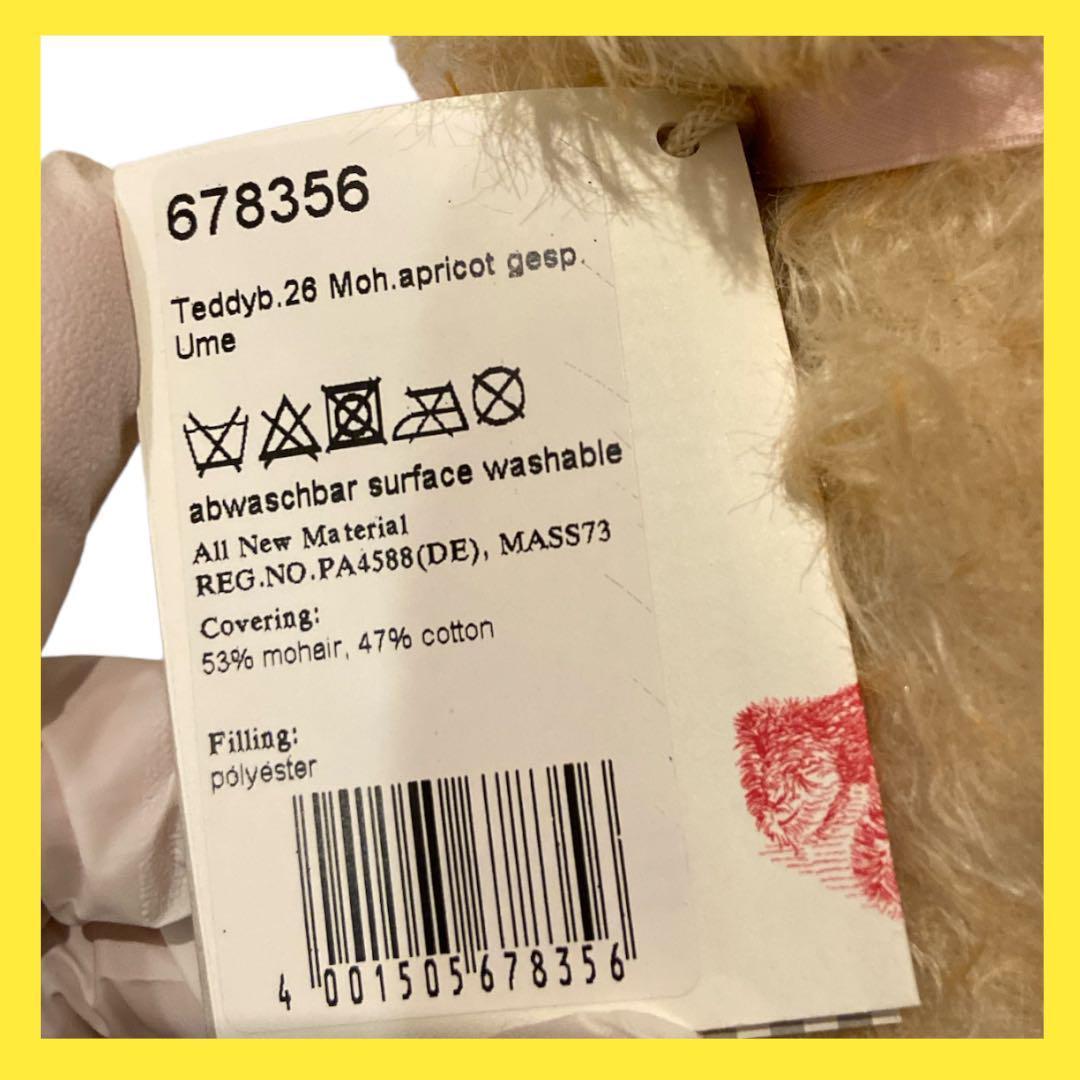 678356
Teddyb.26 Moh.apricot gesp.
Ume
abwaschbar surface washable
All New Material
REG.NO.PA4588(DE), MASS73
Covering:
53% mohair, 47% cotton
Filling:
polyester
4 001505 678356